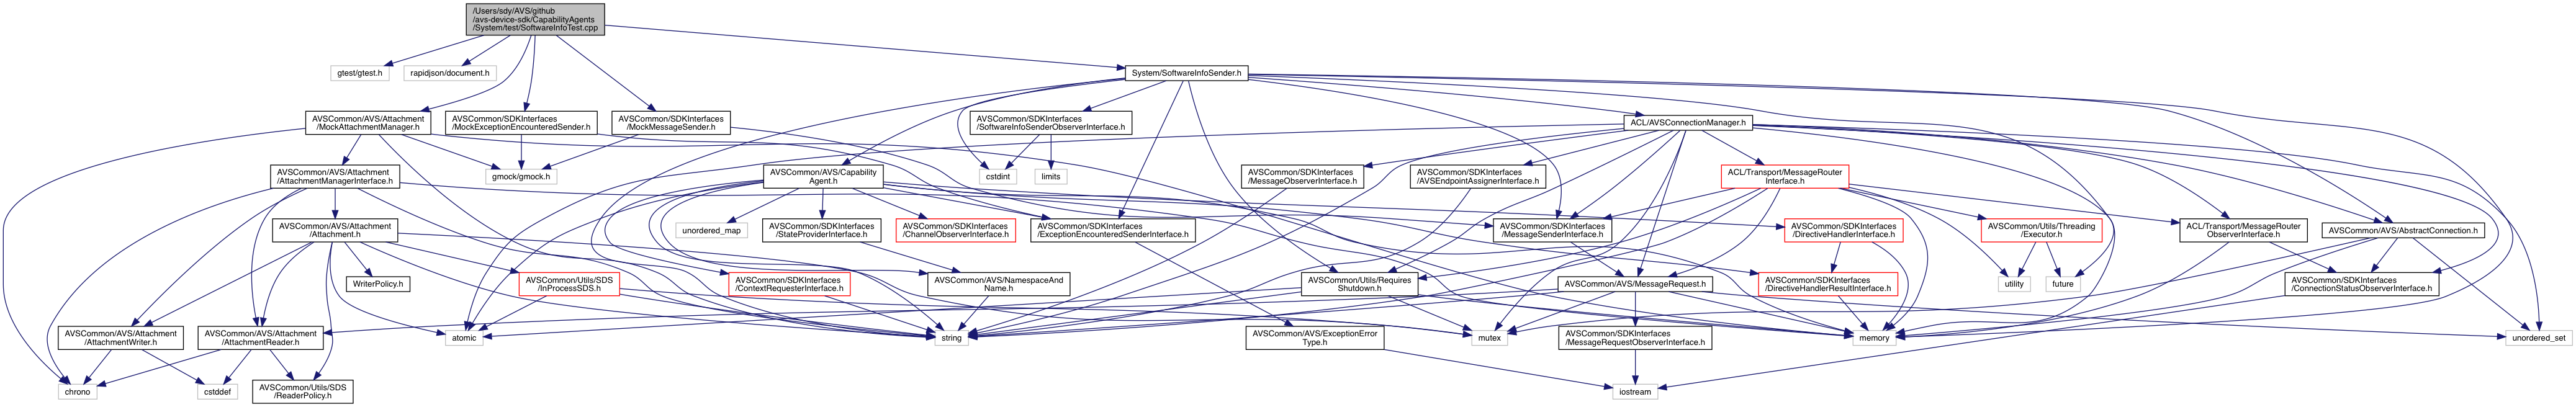 /Users/sdy/AVS/github
/avs-device-sdk/CapabilityAgents
/System/test/SoftwareInfoTest.cpp
gtest/gtest.h
rapidjson/document.h
System/SoftwareInfoSender.h
AVSCommon/AVS/Attachment
/MockAttachmentManager.h
AVSCommon/SDKInterfaces
/MockExceptionEncounteredSender.h
AVSCommon/SDKInterfaces
/MockMessageSender.h
AVSCommon/SDKInterfaces
/SoftwareInfoSenderObserverInterface.h
ACL/AVSConnectionManager.h
AVSCommon/AVS/Attachment
/AttachmentManagerInterface.h
gmock/gmock.h
AVSCommon/AVS/Capability
Agent.h
cstdint
limits
AVSCommon/SDKInterfaces
/MessageObserverInterface.h
AVSCommon/SDKInterfaces
/AVSEndpointAssignerInterface.h
ACL/Transport/MessageRouter
Interface.h
AVSCommon/AVS/Attachment
/Attachment.h
unordered_map
AVSCommon/SDKInterfaces
/StateProviderInterface.h
AVSCommon/SDKInterfaces
/ChannelObserverInterface.h
AVSCommon/SDKInterfaces
/ExceptionEncounteredSenderInterface.h
AVSCommon/SDKInterfaces
/MessageSenderInterface.h
AVSCommon/SDKInterfaces
/DirectiveHandlerInterface.h
AVSCommon/Utils/Threading
/Executor.h
ACL/Transport/MessageRouter
ObserverInterface.h
AVSCommon/AVS/AbstractConnection.h
WriterPolicy.h
AVSCommon/Utils/SDS
/InProcessSDS.h
AVSCommon/SDKInterfaces
/ContextRequesterInterface.h
AVSCommon/AVS/NamespaceAnd
Name.h
AVSCommon/Utils/Requires
Shutdown.h
AVSCommon/AVS/MessageRequest.h
AVSCommon/SDKInterfaces
/DirectiveHandlerResultInterface.h
utility
future
AVSCommon/SDKInterfaces
/ConnectionStatusObserverInterface.h
AVSCommon/AVS/Attachment
/AttachmentWriter.h
AVSCommon/AVS/Attachment
/AttachmentReader.h
atomic
string
AVSCommon/AVS/ExceptionError
Type.h
mutex
AVSCommon/SDKInterfaces
/MessageRequestObserverInterface.h
memory
unordered_set
chrono
cstddef
AVSCommon/Utils/SDS
/ReaderPolicy.h
iostream